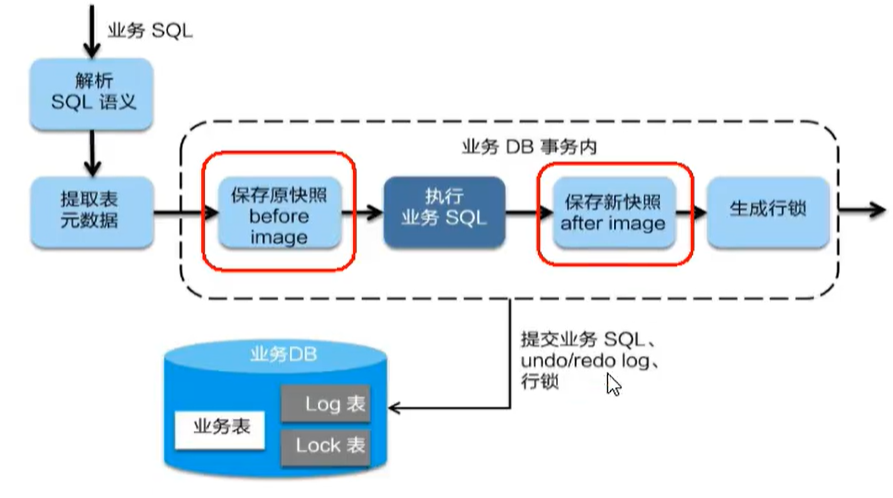 业务 SQL
解析
SQL 语义
提取表
元数据
业务 DB 事务内
保存原快照
before
image
执行
业务 SQL
保存新快照
after image
生成行锁
提交业务 SQL、
undo/redo log、
行锁
业务DB
业务表
Log 表
Lock 表